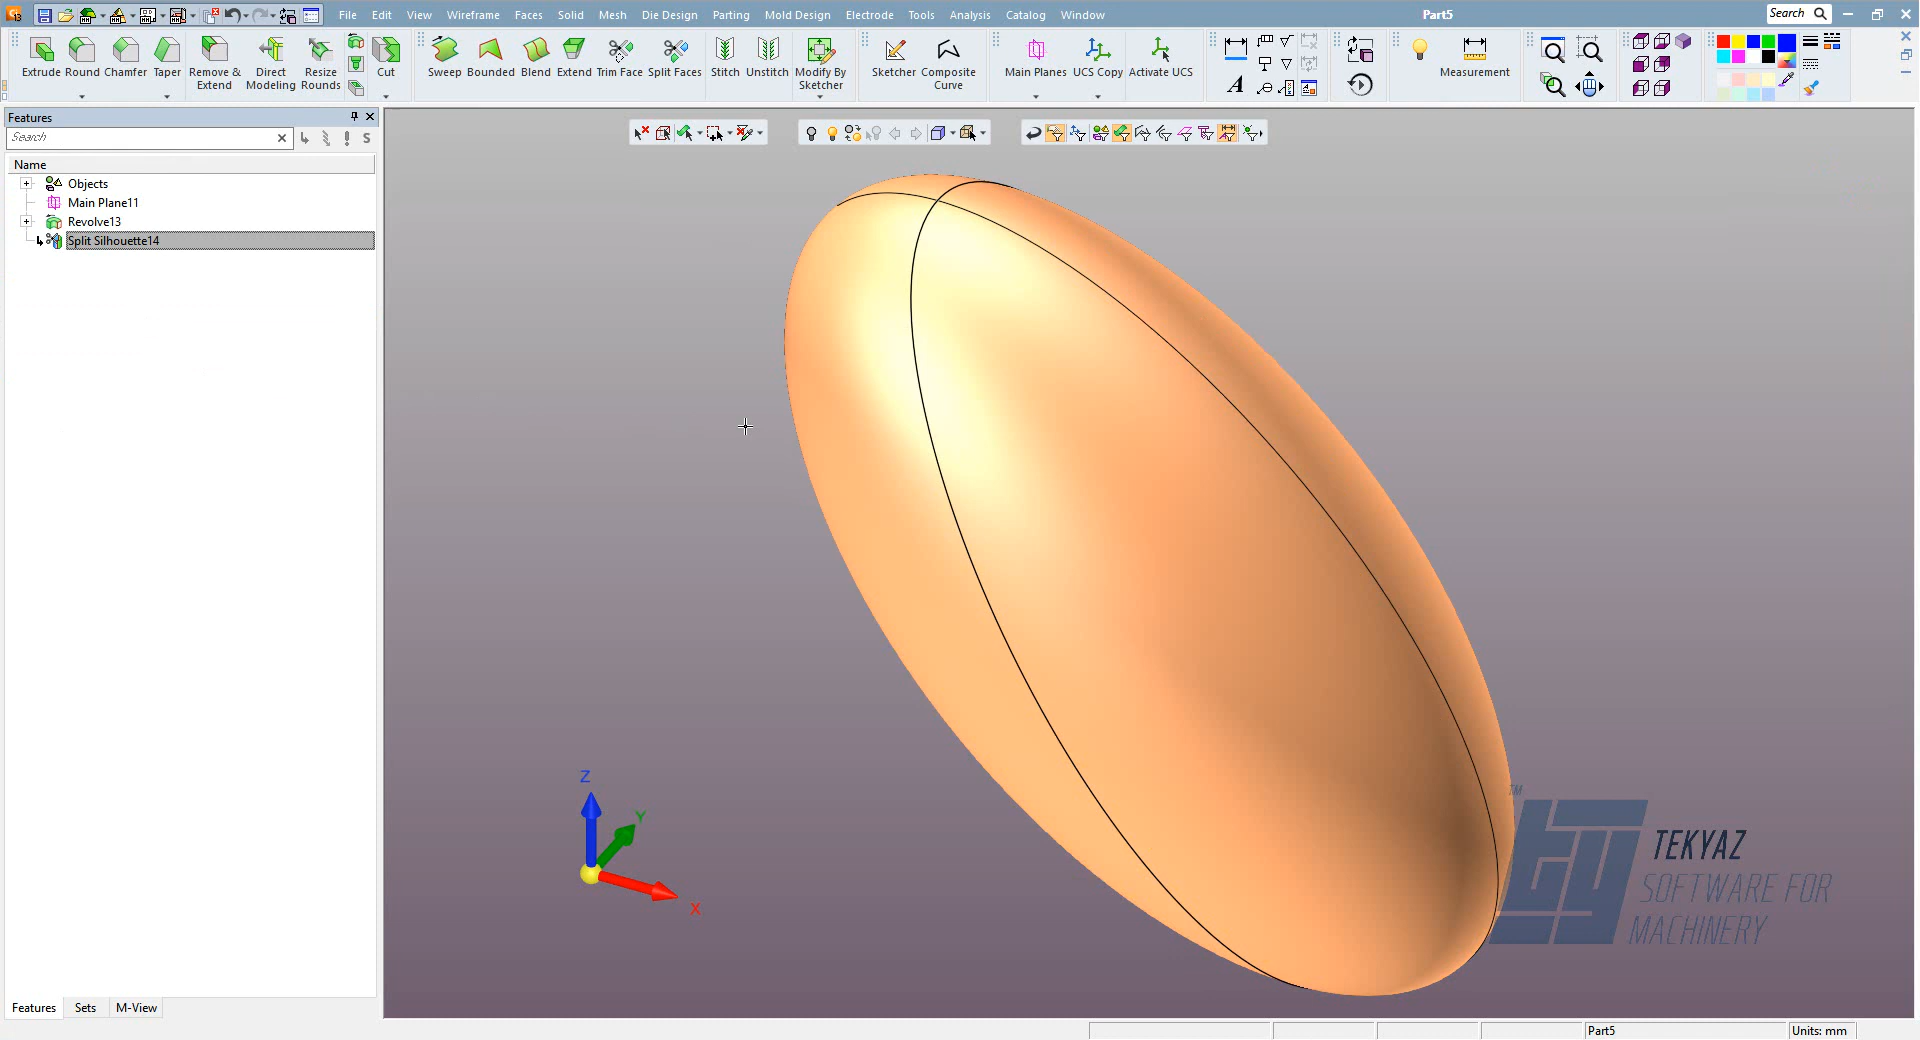 File Edit View Wireframe Faces Solid Mesh Die Design Parting Mold Design Electrode Tools Analysis Catalog Window
Part5
Search
Extrude Round Chamfer Taper Remove & Extend Direct Modeling Resize Rounds Cut
Sweep Bounded Blend Extend Trim Face Split Faces Stitch Unstitch Modify By Sketcher
Sketcher Composite Curve
Main Planes UCS Copy Activate UCS
A
Measurement
Features
Search
S
Name
Objects
Main Plane11
Revolve13
Split Silhouette14
Z
Y
X
TM
TEKYAZ
SOFTWARE FOR
MACHINERY
Features Sets M-View
Part5
Units: mm